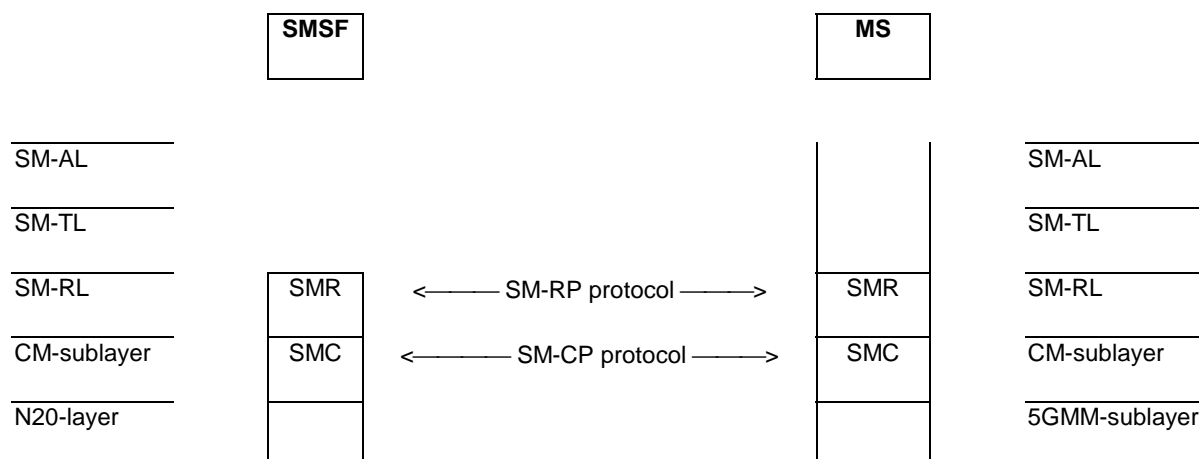 SMSF MS
SM-AL SM-AL
SM-TL SM-TL
SM-RL SMR <——— SM-RP protocol ———> SMR SM-RL
CM-sublayer SMC <———— SM-CP protocol ———> SMC CM-sublayer
N20-layer 5GMM-sublayer